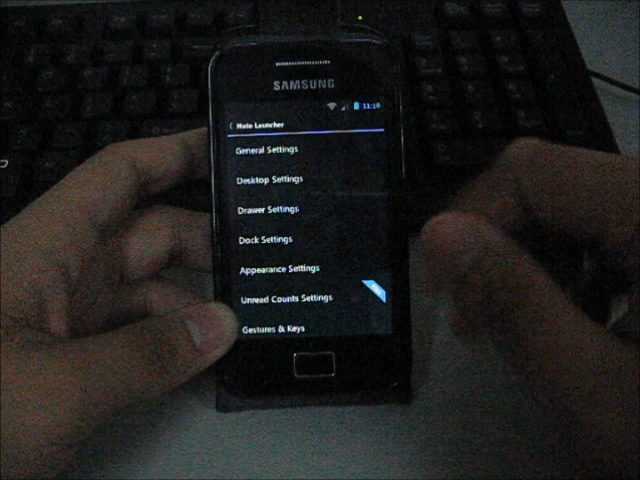 SAMSUNG
11:10
Holo Launcher
General Settings
Desktop Settings
Drawer Settings
Dock Settings
Appearance Settings
Unread Counts Settings
Gestures & Keys